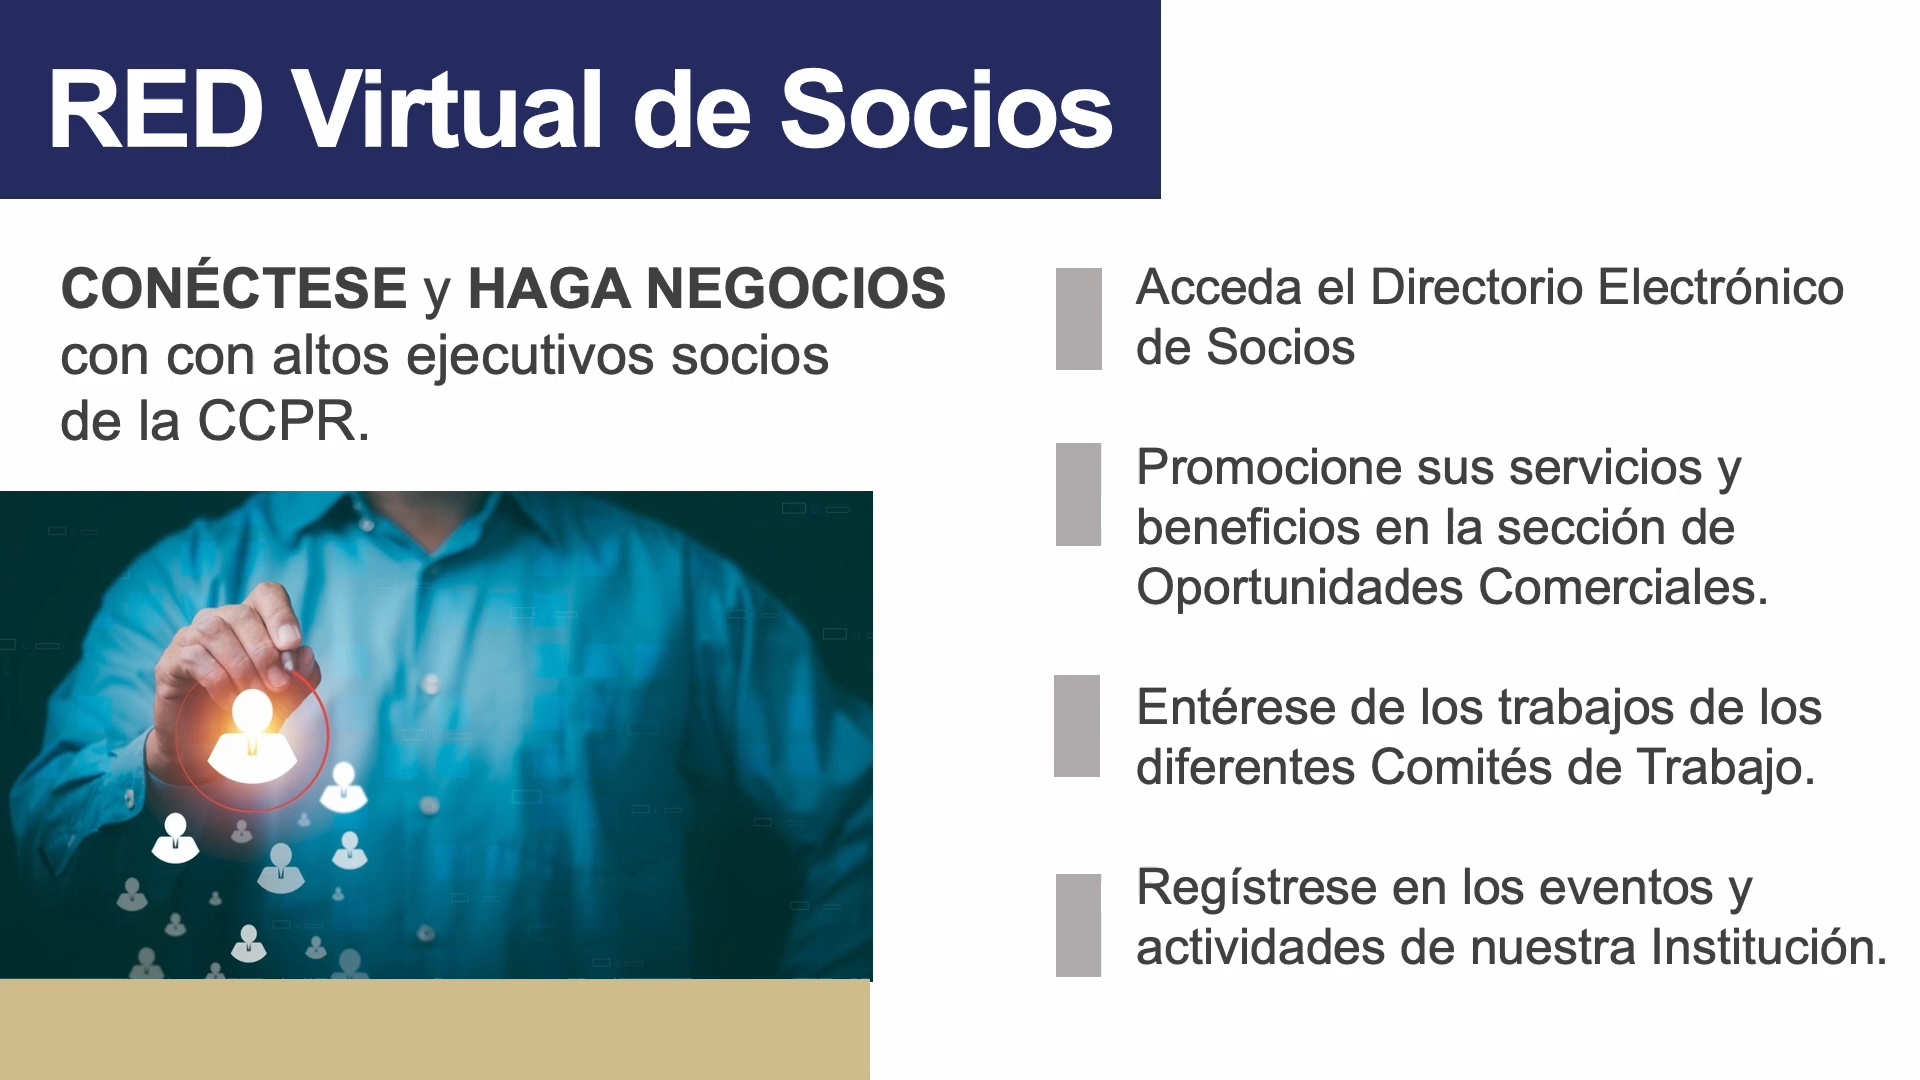 RED Virtual de Socios
CONÉCTESE y HAGA NEGOCIOS
con con altos ejecutivos socios
de la CCPR.
Acceda el Directorio Electrónico
de Socios
Promocione sus servicios y
beneficios en la sección de
Oportunidades Comerciales.
Entérese de los trabajos de los
diferentes Comités de Trabajo.
Regístrese en los eventos y
actividades de nuestra Institución.